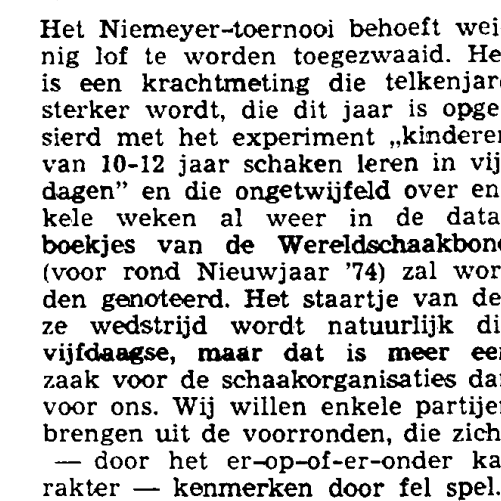 Het Niemeyer-toernooi behoeft wei-
nig lof te worden toegezwaaid. He
is een krachtmeting die telkenjar
sterker wordt, die dit jaar is opge
sierd met het experiment „kindere
van 10-12 jaar schaken leren in vij
dagen” en die ongetwijfeld over en
kele weken al weer in de data
boekjes van de Wereldschaakbon
(voor rond Nieuwjaar ’74) zal wor
den genoteerd. Het staartje van de
ze wedstrijd wordt natuurlijk di
vijfdaagse, maar dat is meer ee
zaak voor de schaakorganisaties da
voor ons. Wij willen enkele partije
brengen uit de voorronden, die zich
— door het er-op-of-er-onder ka
rakter — kenmerken door fel spel.